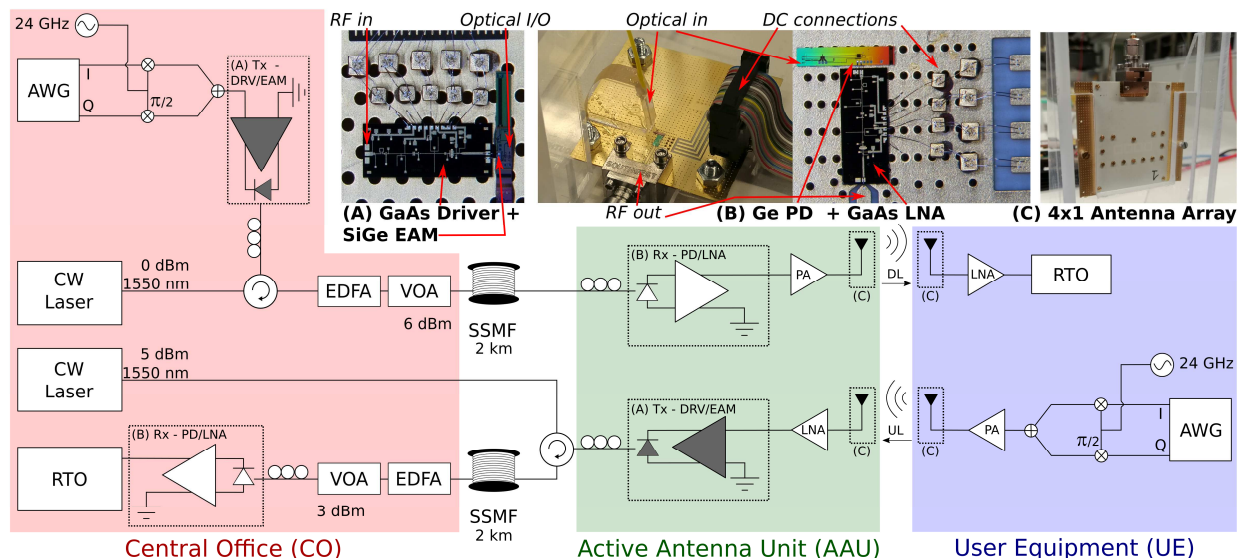 24 GHz
AWG
I
Q
π/2
(A) Tx -
DRV/EAM
RF in
Optical I/O
Optical in
DC connections
RF out
(A) GaAs Driver +
SiGe EAM
(B) Ge PD + GaAs LNA
(C) 4x1 Antenna Array
CW
Laser
0 dBm
1550 nm
EDFA
VOA
6 dBm
SSMF
2 km
(B) Rx - PD/LNA
PA
(C)
DL
(C)
LNA
RTO
CW
Laser
5 dBm
1550 nm
(A) Tx - DRV/EAM
LNA
(C)
UL
(C)
PA
π/2
24 GHz
I
Q
AWG
RTO
(B) Rx - PD/LNA
VOA
EDFA
3 dBm
SSMF
2 km
Central Office (CO)
Active Antenna Unit (AAU)
User Equipment (UE)